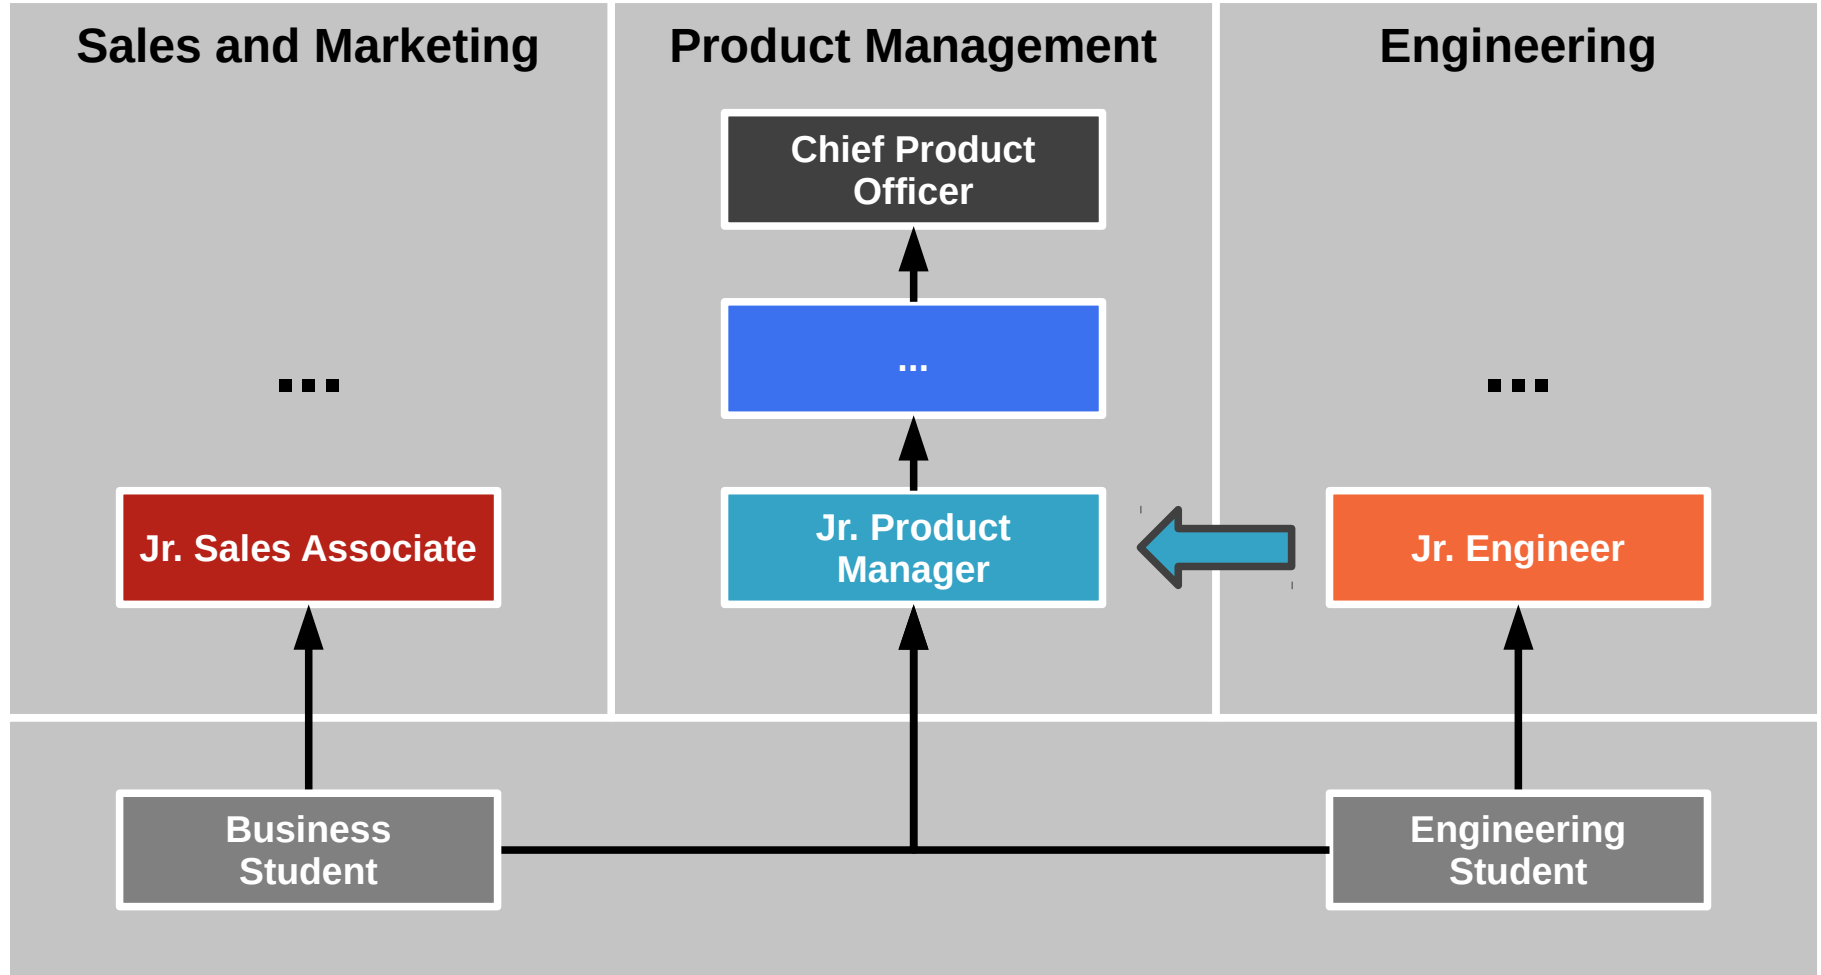 Sales and Marketing
Product Management
Engineering
Chief Product
Officer
...
...
...
Jr. Sales Associate
Jr. Product
Manager
Jr. Engineer
Business
Student
Engineering
Student